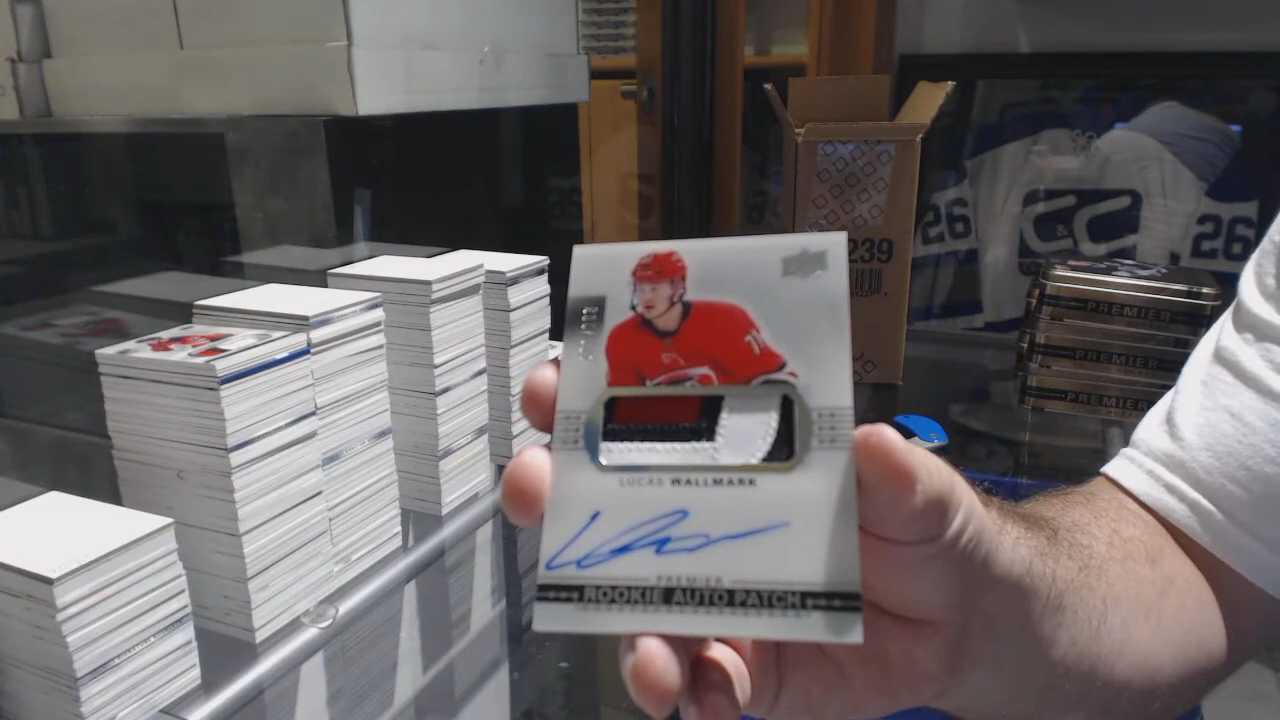 LUCAS WALLMARK
PREMIER
ROOKIE AUTO PATCH
239
26
26
C&C
PREMIER
PREMIER
PREMIER